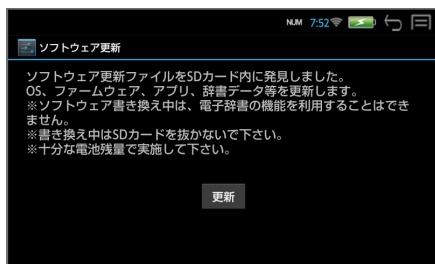 NUM 7:52
ソフトウェア更新
ソフトウェア更新ファイルをSDカード内に発見しました。
OS、ファームウェア、アプリ、辞書データ等を更新します。
※ソフトウェア書き換え中は、電子辞書の機能を利用することはでき
ません。
※書き換え中はSDカードを抜かないで下さい。
※十分な電池残量で実施して下さい。
更新